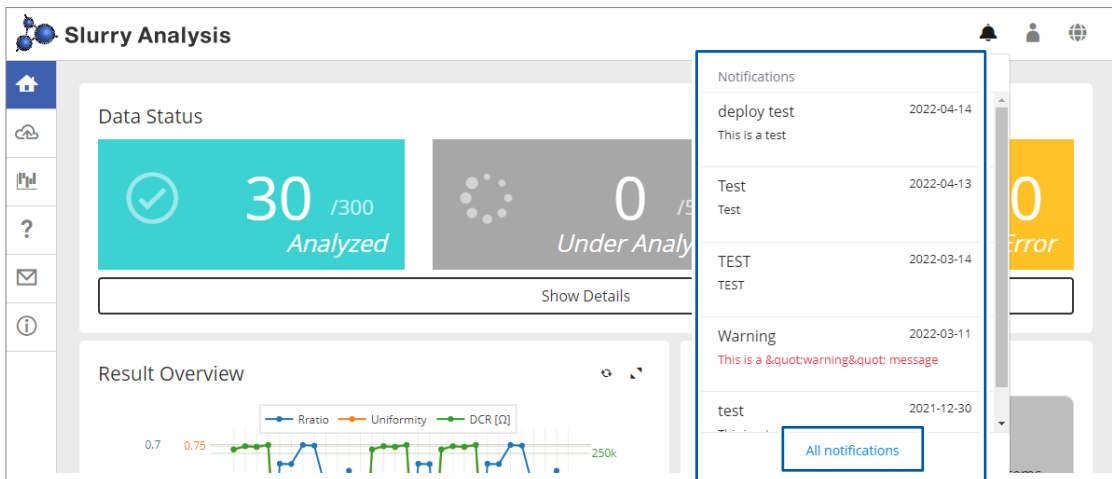 Slurry Analysis
Notifications
deploy test
2022-04-14
This is a test
Test
2022-04-13
Test
TEST
2022-03-14
TEST
Warning
2022-03-11
This is a &quot;warning&quot; message
test
2021-12-30
All notifications
Data Status
30 /300
Analyzed
0 /5
Under Analy
0
Error
Show Details
Result Overview
Rratio
Uniformity
DCR [Ω]
0.7
0.75
250k